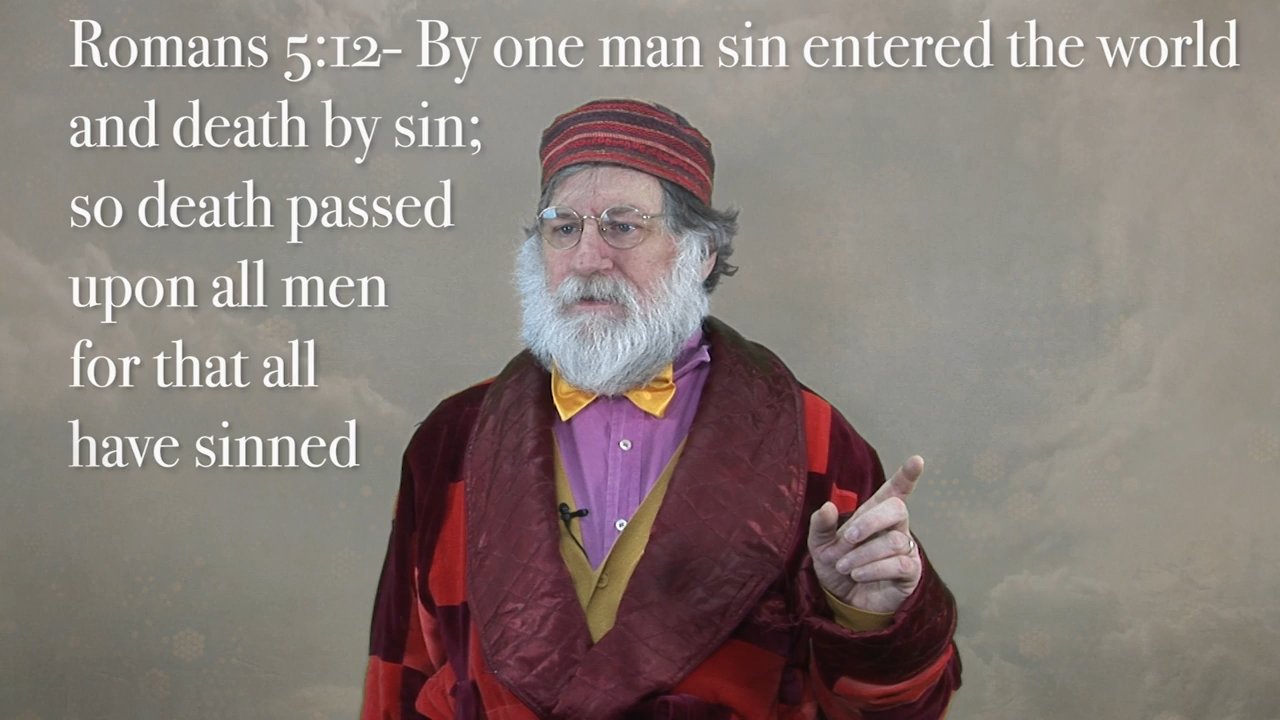 Romans 5:12- By one man sin entered the world
and death by sin;
so death passed
upon all men
for that all
have sinned